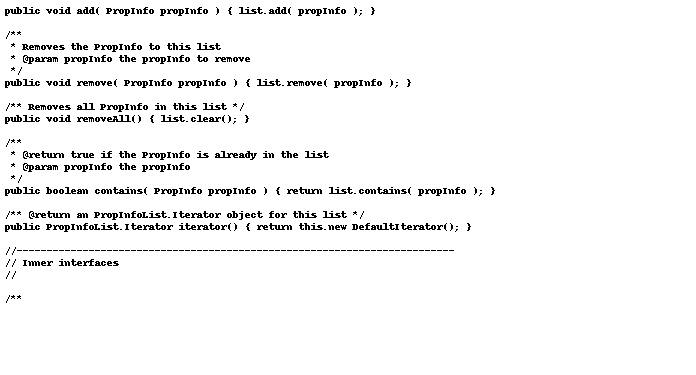 public void add( PropInfo propInfo ) { list.add( propInfo ); }
/**
* Removes the PropInfo to this list
* @param propInfo the propInfo to remove
*/
public void remove( PropInfo propInfo ) { list.remove( propInfo ); }
/** Removes all PropInfo in this list */
public void removeAll() { list.clear(); }
/**
* @return true if the PropInfo is already in the list
* @param propInfo the propInfo
*/
public boolean contains( PropInfo propInfo ) { return list.contains( propInfo ); }
/** @return an PropInfoList.Iterator object for this list */
public PropInfoList.Iterator iterator() { return this.new DefaultIterator(); }
//--------------------------------------------------------------------------
// Inner interfaces
//
/**